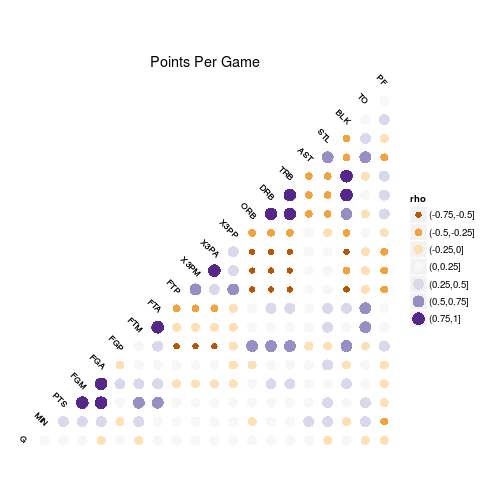 Points Per Game
PF
TO
BLK
STL
AST
TRB
DRB
ORB
X3PP
X3PA
X3PM
FTP
FTA
FTM
FGP
FGA
FGM
PTS
MIN
G
rho
(-0.75,-0.5]
(-0.5,-0.25]
(-0.25,0]
(0,0.25]
(0.25,0.5]
(0.5,0.75]
(0.75,1]